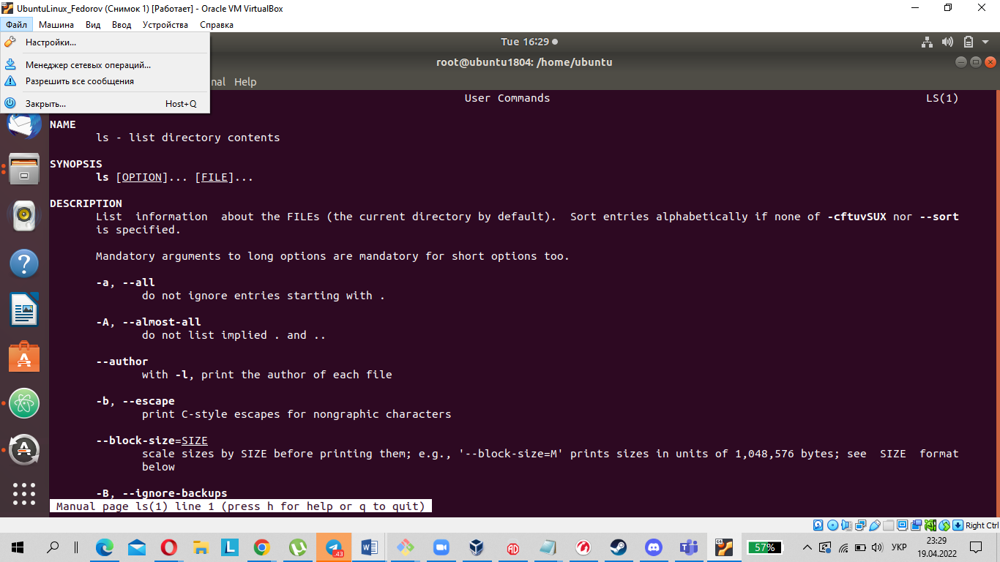 UbuntuLinux_Fedorov (Снимок 1) [Работает] - Oracle VM VirtualBox
Файл Машина Вид Ввод Устройства Справка
Настройки...
Менеджер сетевых операций...
Разрешить все сообщения
Закрыть... Host+Q
Tue 16:29
root@ubuntu1804: /home/ubuntu
nal Help
User Commands LS(1)
NAME
ls - list directory contents
SYNOPSIS
ls [OPTION]... [FILE]...
DESCRIPTION
List information about the FILEs (the current directory by default). Sort entries alphabetically if none of -cftuvSUX nor --sort
is specified.
Mandatory arguments to long options are mandatory for short options too.
-a, --all
do not ignore entries starting with .
-A, --almost-all
do not list implied . and ..
--author
with -l, print the author of each file
-b, --escape
print C-style escapes for nongraphic characters
--block-size=SIZE
scale sizes by SIZE before printing them; e.g., '--block-size=M' prints sizes in units of 1,048,576 bytes; see SIZE format
below
-B, --ignore-backups
Manual page ls(1) line 1 (press h for help or q to quit)
Right Ctrl
L
43
57%
УКР
23:29
19.04.2022